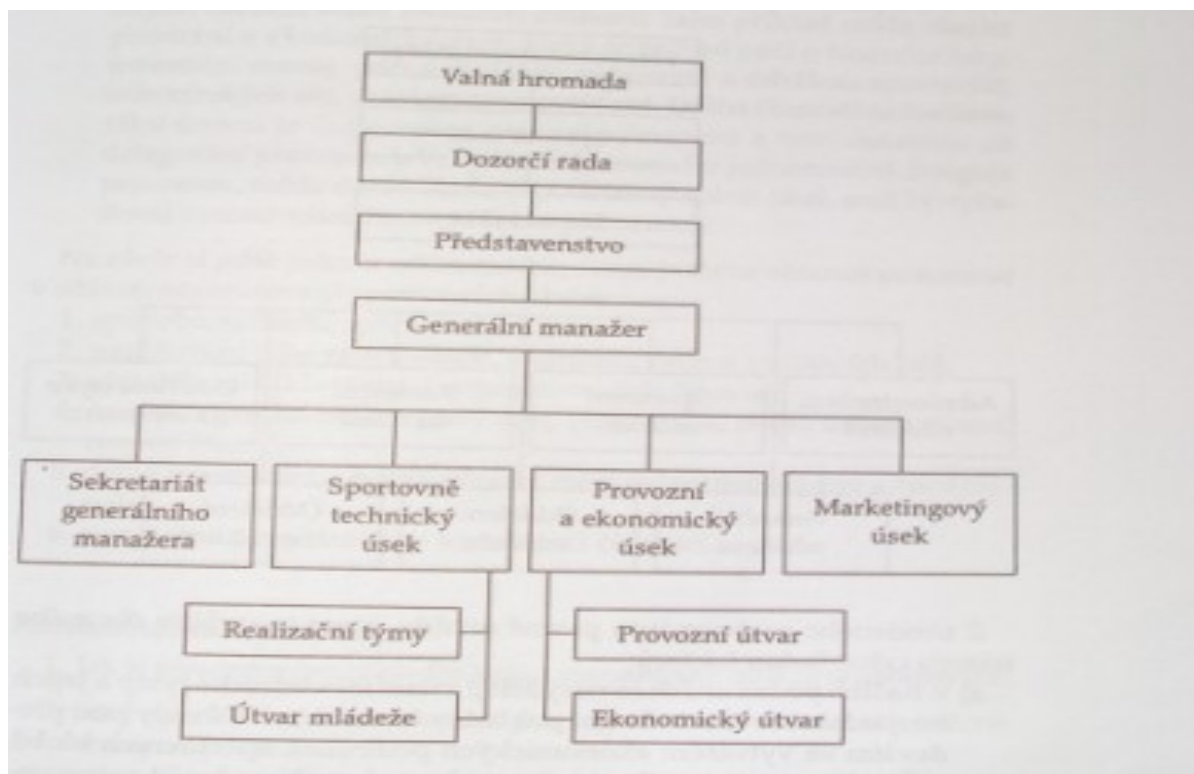 Valná hromada
Dozorčí rada
Představenstvo
Generální manažer
Sekretariát
generálního
manažera
Sportovně
technický
úsek
Provozní
a ekonomický
úsek
Marketingový
úsek
Realizační týmy
Provozní útvar
Útvar mládeže
Ekonomický útvar